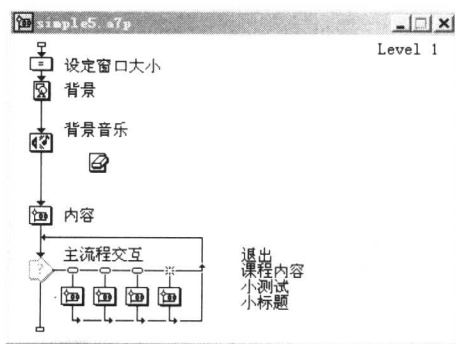 simple5.a7p
Level 1
设定窗口大小
背景
背景音乐
内容
主流程交互
退出
课程内容
小测试
小标题